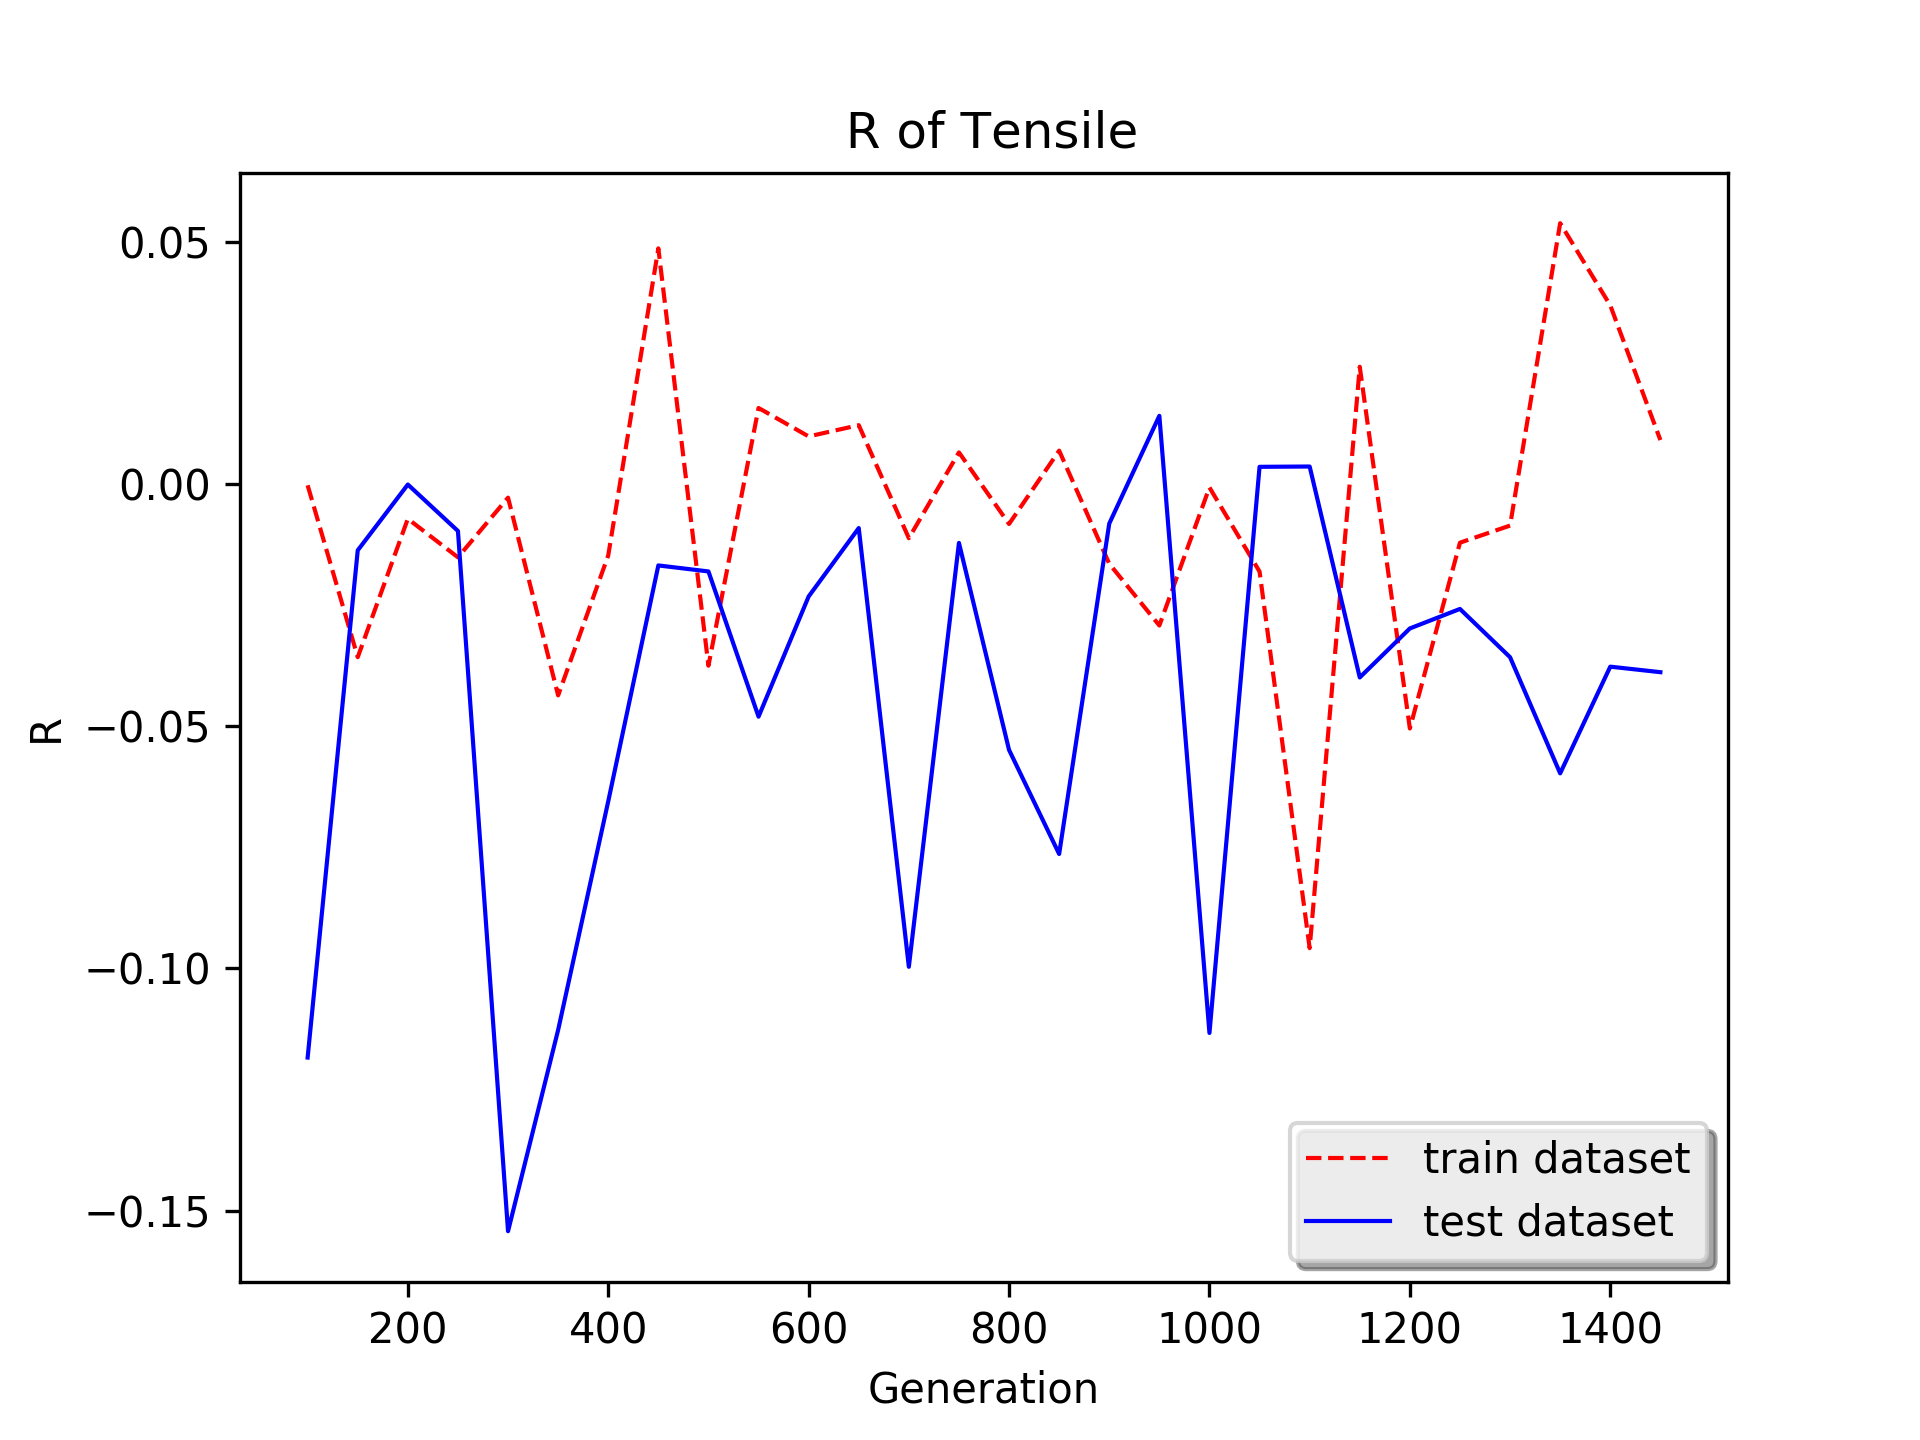 R of Tensile
0.05
0.00
−0.05
−0.10
−0.15
R
200 400 600 800 1000 1200 1400
Generation
train dataset
test dataset